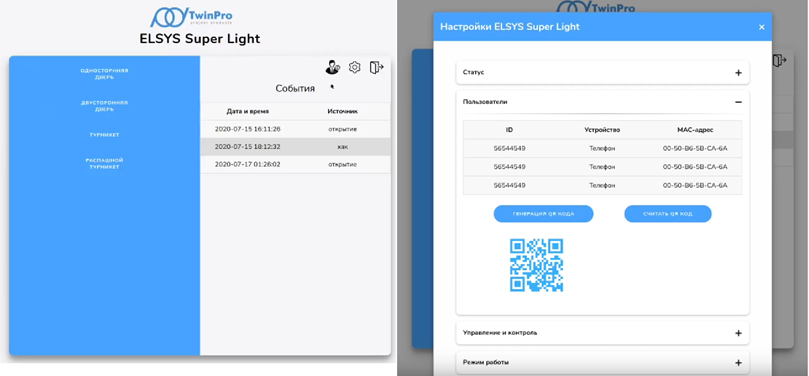 TwinPro
project products
ELSYS Super Light
ОДНОСТОРОННЯЯ
ДВЕРЬ
ДВУСТОРОННЯЯ
ДВЕРЬ
ТУРНИКЕТ
РАСПАШНОЙ
ТУРНИКЕТ
События
Дата и время Источник
2020-07-15 16:11:26 открытия
2020-07-15 18:12:32 хак
2020-07-17 01:26:02 открытие
TwinPro
Настройки ELSYS Super Light ×
Статус +
Пользователи −
ID Устройство MAC-адрес
56544549 Телефон 00-50-B6-5B-CA-6A
56544549 Телефон 00-50-B6-5B-CA-6A
56544549 Телефон 00-50-B6-5B-CA-6A
ГЕНЕРАЦИЯ QR КОДА СЧИТАТЬ QR КОД
Управление и контроль +
Режим работы +